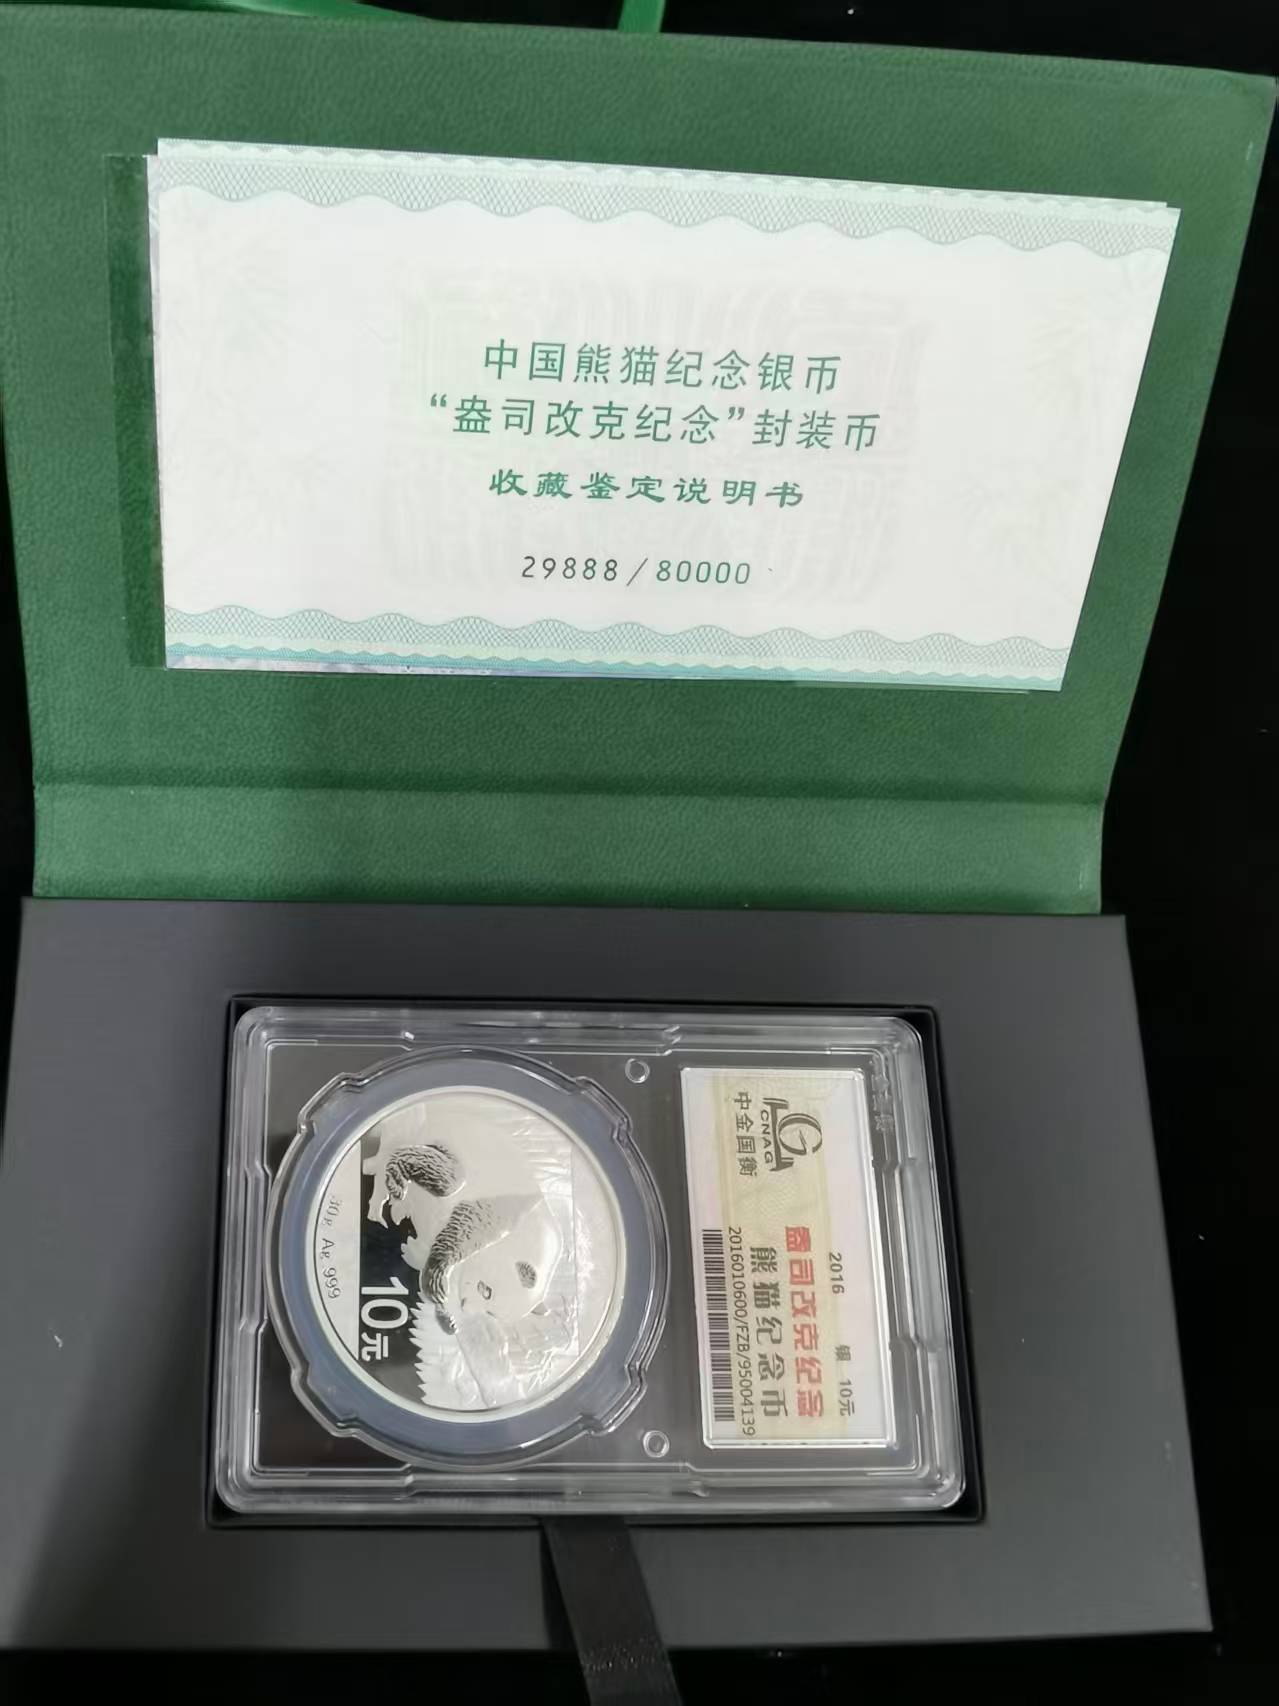 中国熊猫纪念银币
“盎司改克纪念”封装币
收藏鉴定说明书
29888/80000
30g Ag.999
10元
CNAG
中金国衡
2016 银 10元
盎司改克纪念
熊猫纪念币
2016010600/FZB/95004139